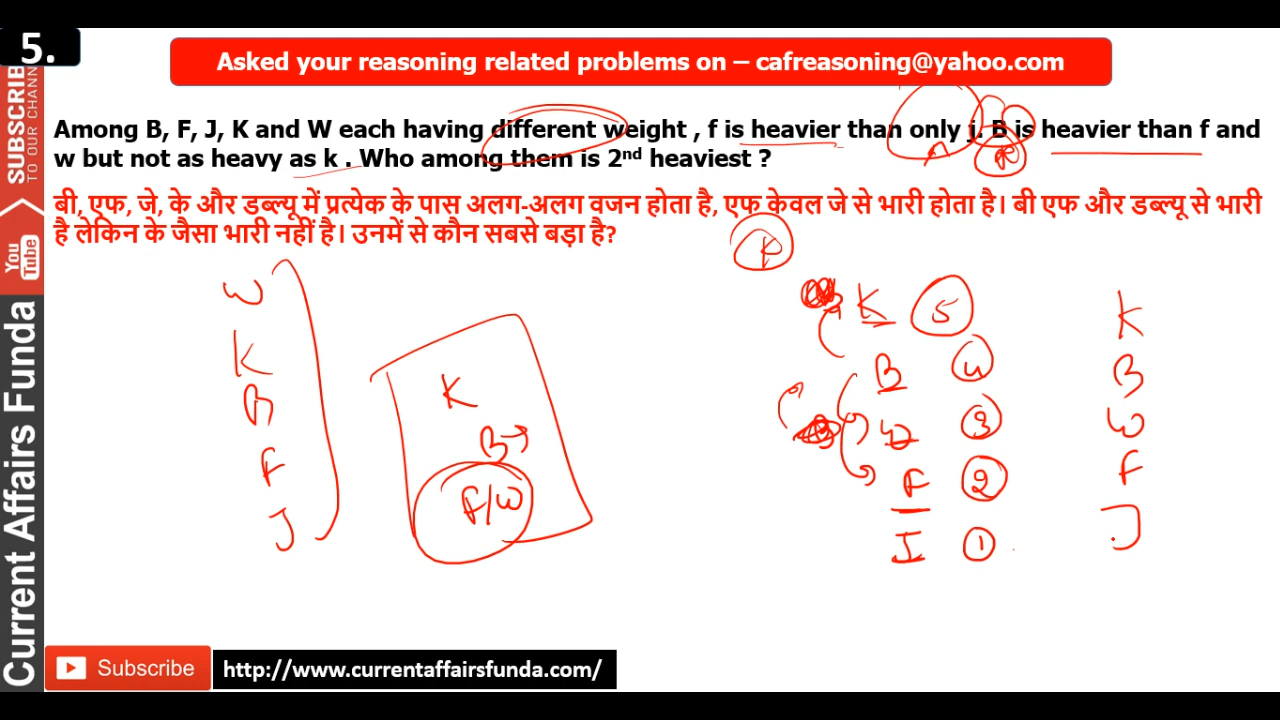 5.
Asked your reasoning related problems on – cafreasoning@yahoo.com
SUBSCRIBE
TO OUR CHANN
You Tube
Current Affairs Funda
Among B, F, J, K and W each having different weight , f is heavier than only j. B is heavier than f and
w but not as heavy as k . Who among them is 2nd heaviest ?
बी, एफ, जे, के और डब्ल्यू में प्रत्येक के पास अलग-अलग वजन होता है, एफ केवल जे से भारी होता है। बी एफ और डब्ल्यू से भारी
है लेकिन के जैसा भारी नहीं है। उनमें से कौन सबसे बड़ा है?
W
K
B
F
J
K
B
F/W
K 5
B 4
W 3
F 2
J 1
K
B
W
F
J
Subscribe
http://www.currentaffairsfunda.com/